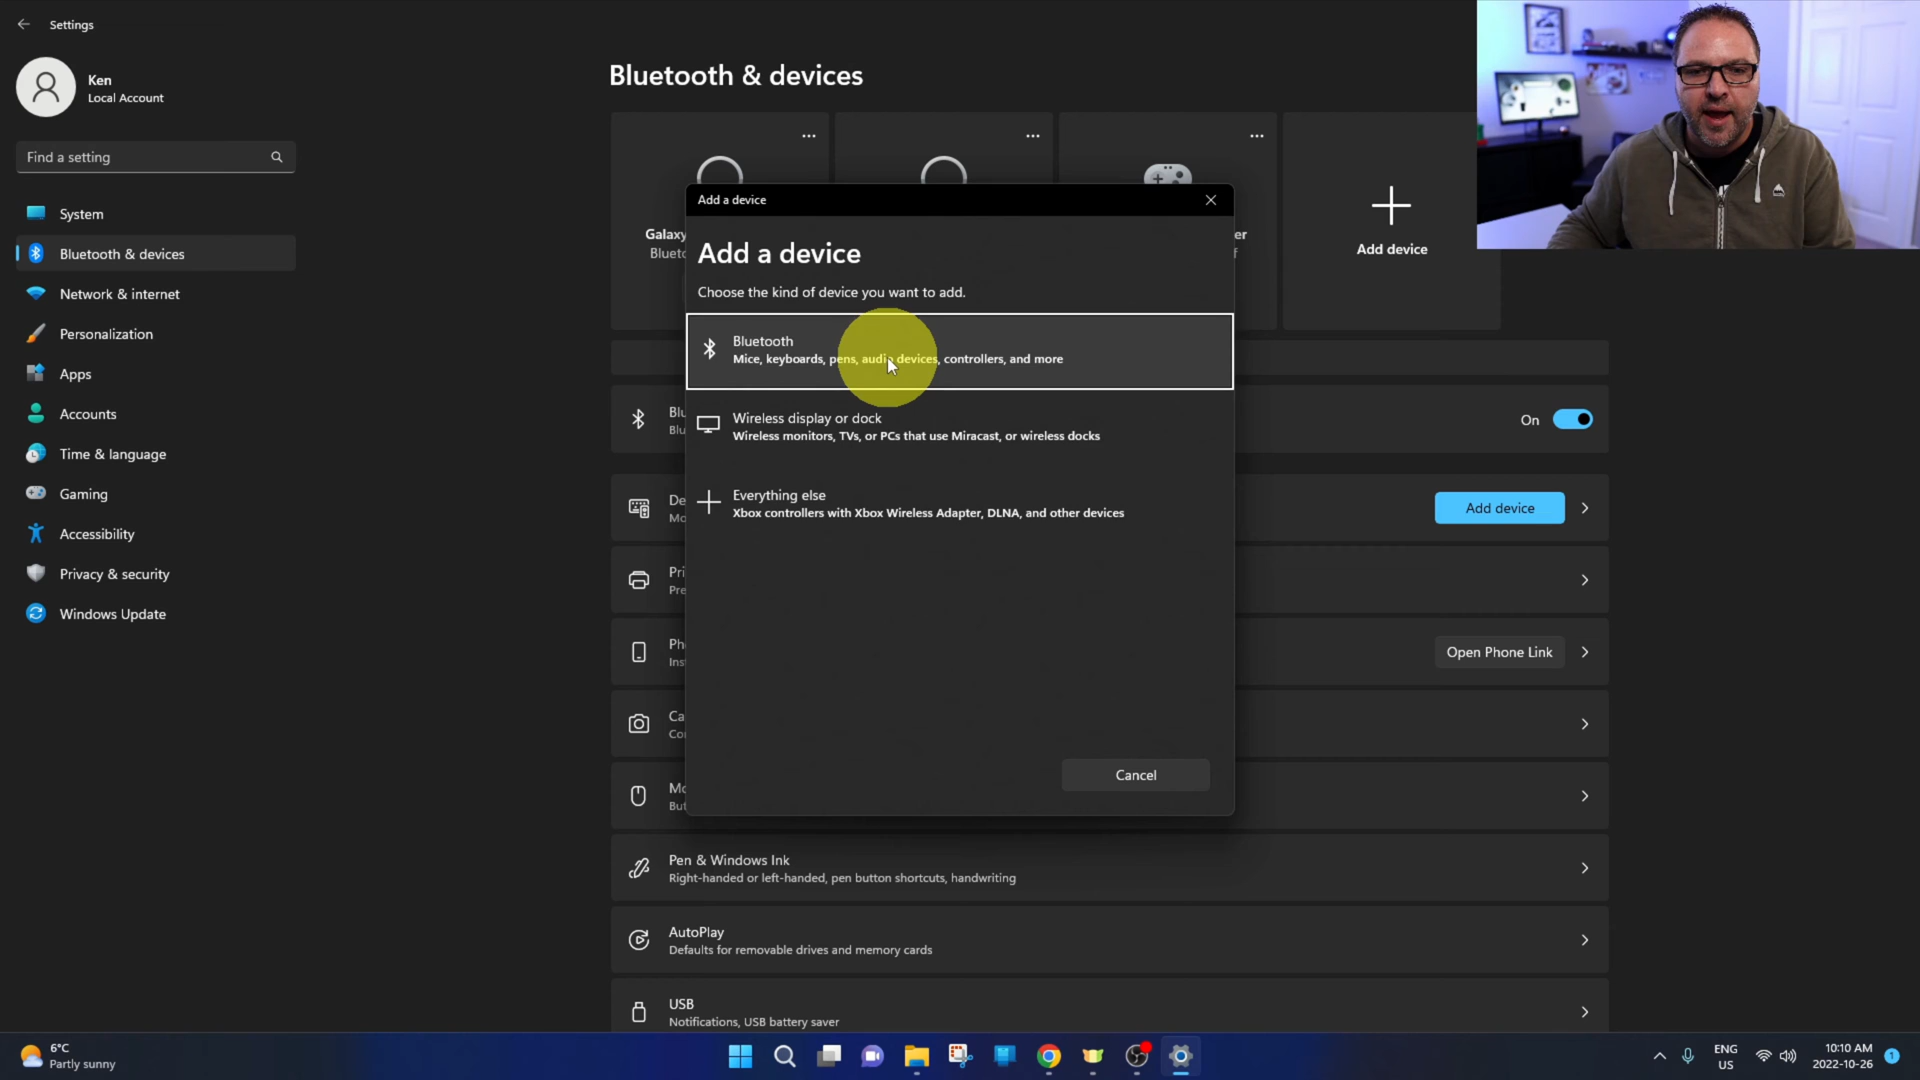 Settings
Ken
Local Account
Find a setting
System
Bluetooth & devices
Network & internet
Personalization
Apps
Accounts
Time & language
Gaming
Accessibility
Privacy & security
Windows Update
Bluetooth & devices
Add device
Add a device
Add a device
Choose the kind of device you want to add.
Bluetooth
Mice, keyboards, pens, audio devices, controllers, and more
Wireless display or dock
Wireless monitors, TVs, or PCs that use Miracast, or wireless docks
Everything else
Xbox controllers with Xbox Wireless Adapter, DLNA, and other devices
Cancel
Galaxy
On
Add device
Open Phone Link
Pen & Windows Ink
Right-handed or left-handed, pen button shortcuts, handwriting
AutoPlay
Defaults for removable drives and memory cards
USB
Notifications, USB battery saver
6°C
Partly sunny
ENG
US
10:10 AM
2022-10-26
1